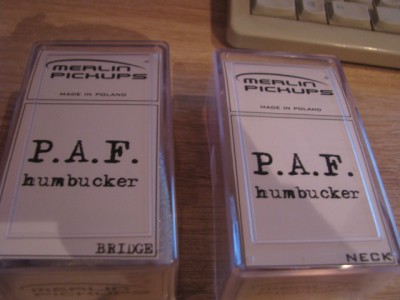 MERLIN
PICKUPS
MADE IN POLAND
P.A.F.
humbucker
BRIDGE
MERLIN
PICKUPS
MADE IN POLAND
P.A.F.
humbucker
NECK